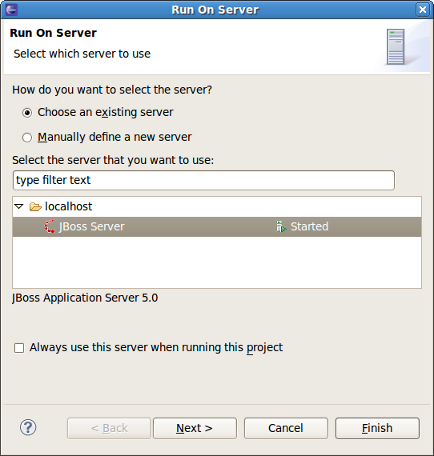 Run On Server
Run On Server
Select which server to use
How do you want to select the server?
Choose an existing server
Manually define a new server
Select the server that you want to use:
type filter text
localhost
JBoss Server Started
JBoss Application Server 5.0
Always use this server when running this project
? < Back Next > Cancel Finish